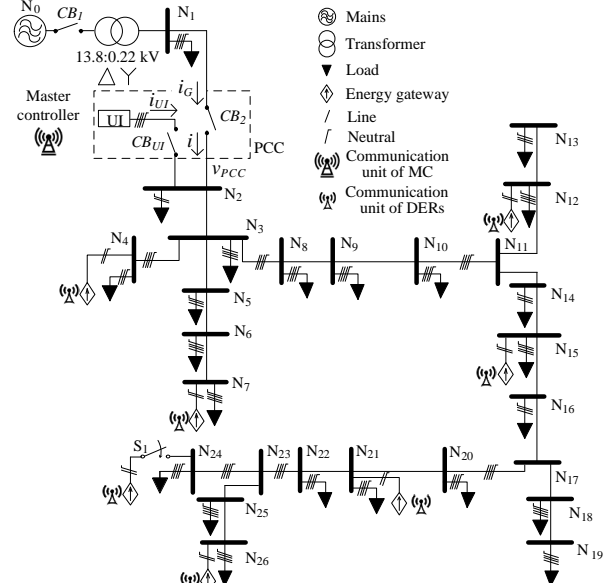 N0
CB1
N1
13.8:0.22 kV
Master
controller
iG
iUI
CB2
UI
CBUI
i
PCC
vPCC
Mains
Transformer
Load
Energy gateway
Line
Neutral
Communication
unit of MC
Communication
unit of DERs
N13
N12
N2
N3
N4
N8
N9
N10
N11
N5
N14
N6
N15
N7
N16
S1
N24
N23
N22
N21
N20
N17
N25
N18
N26
N19